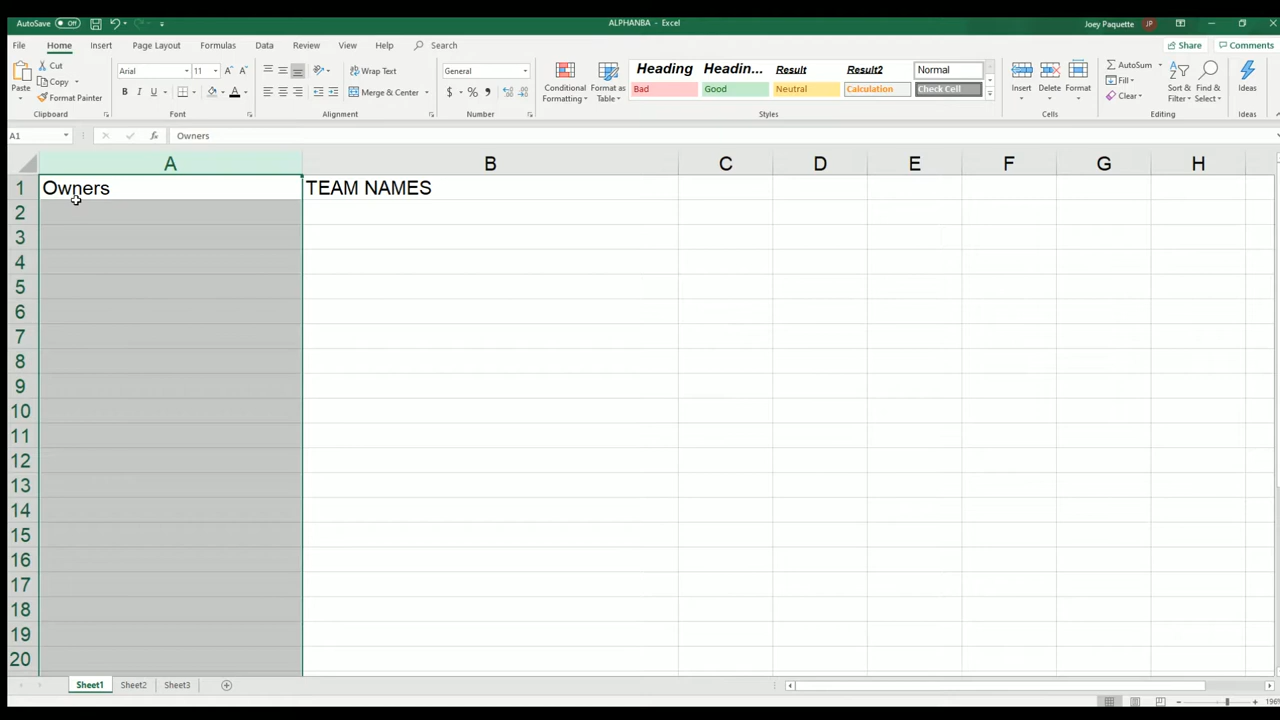 AutoSave Off ALPHANBA - Excel Joey Paquette JP
File Home Insert Page Layout Formulas Data Review View Help Search Share Comments
Paste Cut Copy Format Painter Clipboard
Arial 11 A A B I U A Font
Wrap Text Merge & Center Alignment
General $ % , Number
Conditional Formatting Format as Table
Heading Headin... Result Result2 Normal
Bad Good Neutral Calculation Check Cell
Styles
Insert Delete Format Cells
AutoSum Fill Clear Sort & Filter Find & Select Editing
Ideas Ideas
A1 fx Owners
A B C D E F G H
1 Owners TEAM NAMES
2
3
4
5
6
7
8
9
10
11
12
13
14
15
16
17
18
19
20
Sheet1 Sheet2 Sheet3